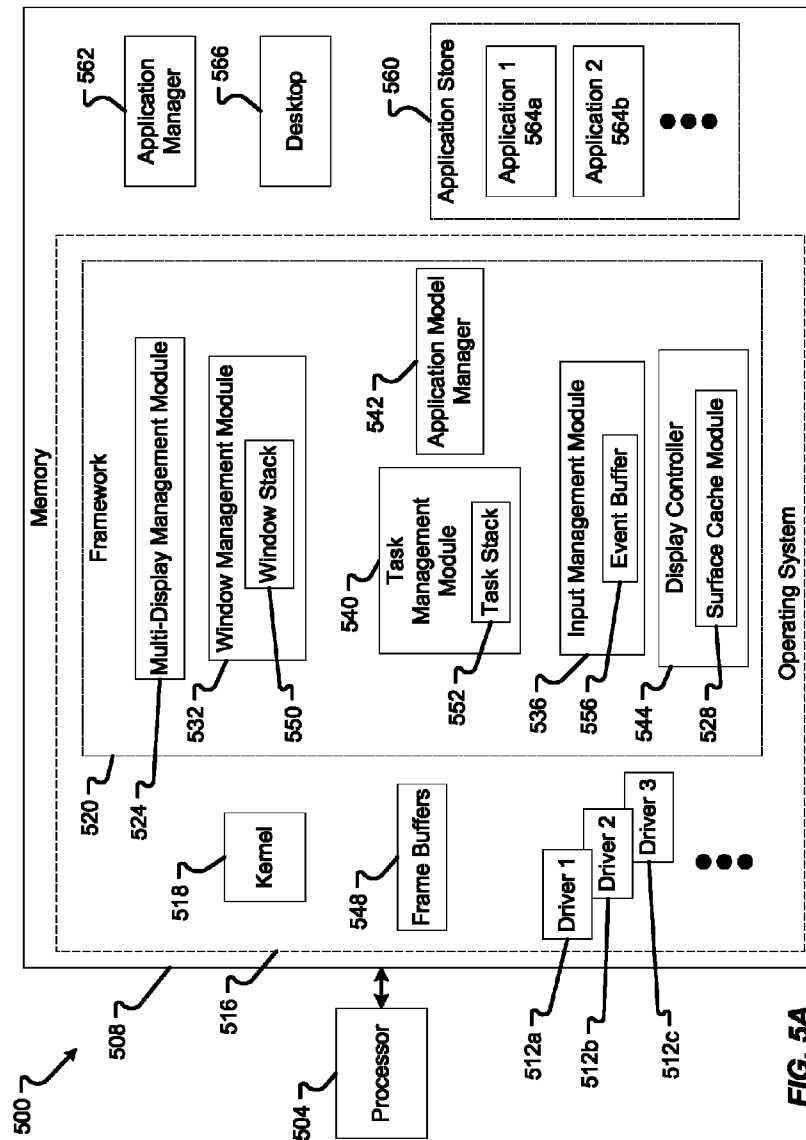 500
508
516
504
Processor
Memory
Operating System
518
Kernel
548
Frame Buffers
512a
512b
512c
Driver 1
Driver 2
Driver 3
520
Framework
524
Multi-Display Management Module
532
Window Management Module
550
Window Stack
540
Task
Management
Module
552
Task Stack
542
Application Model
Manager
536
Input Management Module
556
Event Buffer
544
Display Controller
528
Surface Cache Module
562
Application
Manager
566
Desktop
560
Application Store
Application 1
564a
Application 2
564b
FIG. 5A